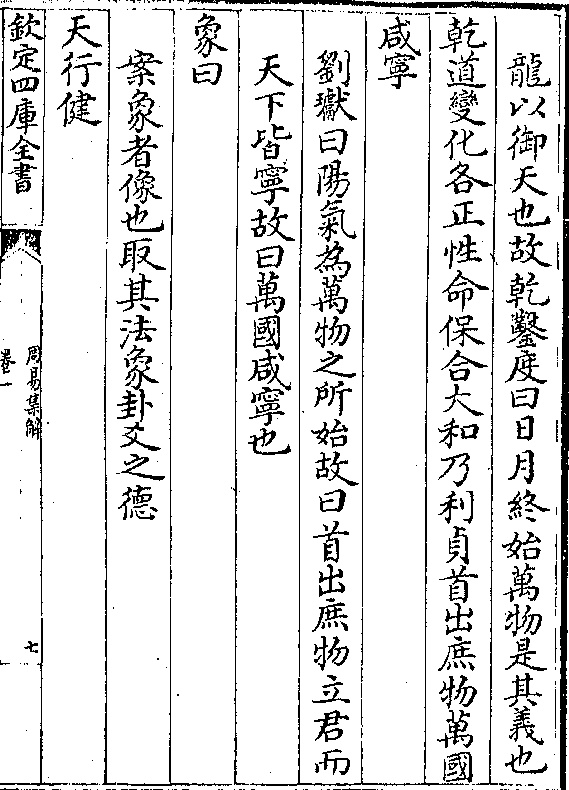 龍以御天也故乾鑿度曰日月終始萬物是其義也
乾道變化各正性命保合大和乃利貞首出庶物萬國
咸寧
劉瓛曰陽氣為萬物之所始故曰首出庶物立君而
天下皆寧故曰萬國咸寧也
象曰
案象者像也取其法象卦爻之德
天行健
欽定四庫全書
周易集解
卷一
七